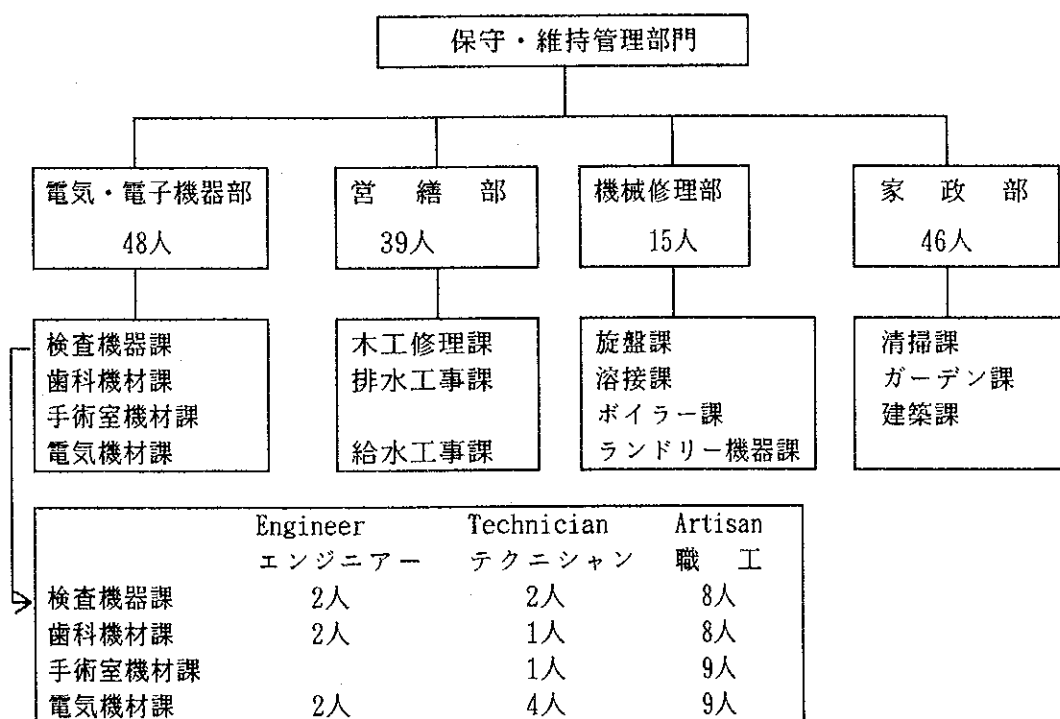 保守・維持管理部門
電気・電子機器部
48人
営繕部
39人
機械修理部
15人
家政部
46人
検査機器課
歯科機材課
手術室機材課
電気機材課
木工修理課
排水工事課
給水工事課
旋盤課
溶接課
ボイラー課
ランドリー機器課
清掃課
ガーデン課
建築課
Engineer Technician Artisan
エンジニアー テクニシャン 職工
検査機器課 2人 2人 8人
歯科機材課 2人 1人 8人
手術室機材課 1人 9人
電気機材課 2人 4人 9人